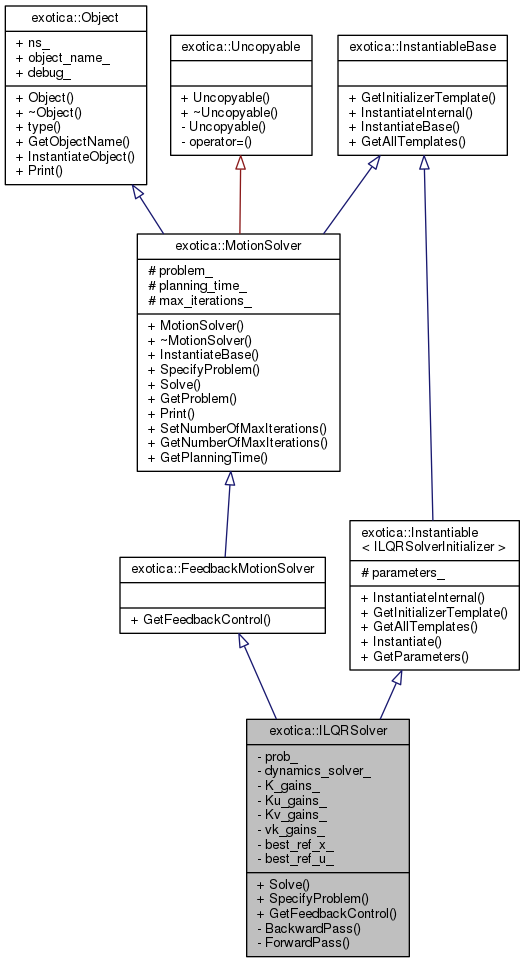 exotica::Object
+ ns_
+ object_name_
+ debug_
+ Object()
+ ~Object()
+ type()
+ GetObjectName()
+ InstantiateObject()
+ Print()
exotica::Uncopyable
+ Uncopyable()
+ ~Uncopyable()
- Uncopyable()
- operator=()
exotica::InstantiableBase
+ GetInitializerTemplate()
+ InstantiateInternal()
+ InstantiateBase()
+ GetAllTemplates()
exotica::MotionSolver
# problem_
# planning_time_
# max_iterations_
+ MotionSolver()
+ ~MotionSolver()
+ InstantiateBase()
+ SpecifyProblem()
+ Solve()
+ GetProblem()
+ Print()
+ SetNumberOfMaxIterations()
+ GetNumberOfMaxIterations()
+ GetPlanningTime()
exotica::Instantiable
< ILQRSolverInitializer >
# parameters_
+ InstantiateInternal()
+ GetInitializerTemplate()
+ GetAllTemplates()
+ Instantiate()
+ GetParameters()
exotica::FeedbackMotionSolver
+ GetFeedbackControl()
exotica::ILQRSolver
- prob_
- dynamics_solver_
- K_gains_
- Ku_gains_
- Kv_gains_
- vk_gains_
- best_ref_x_
- best_ref_u_
+ Solve()
+ SpecifyProblem()
+ GetFeedbackControl()
- BackwardPass()
- ForwardPass()